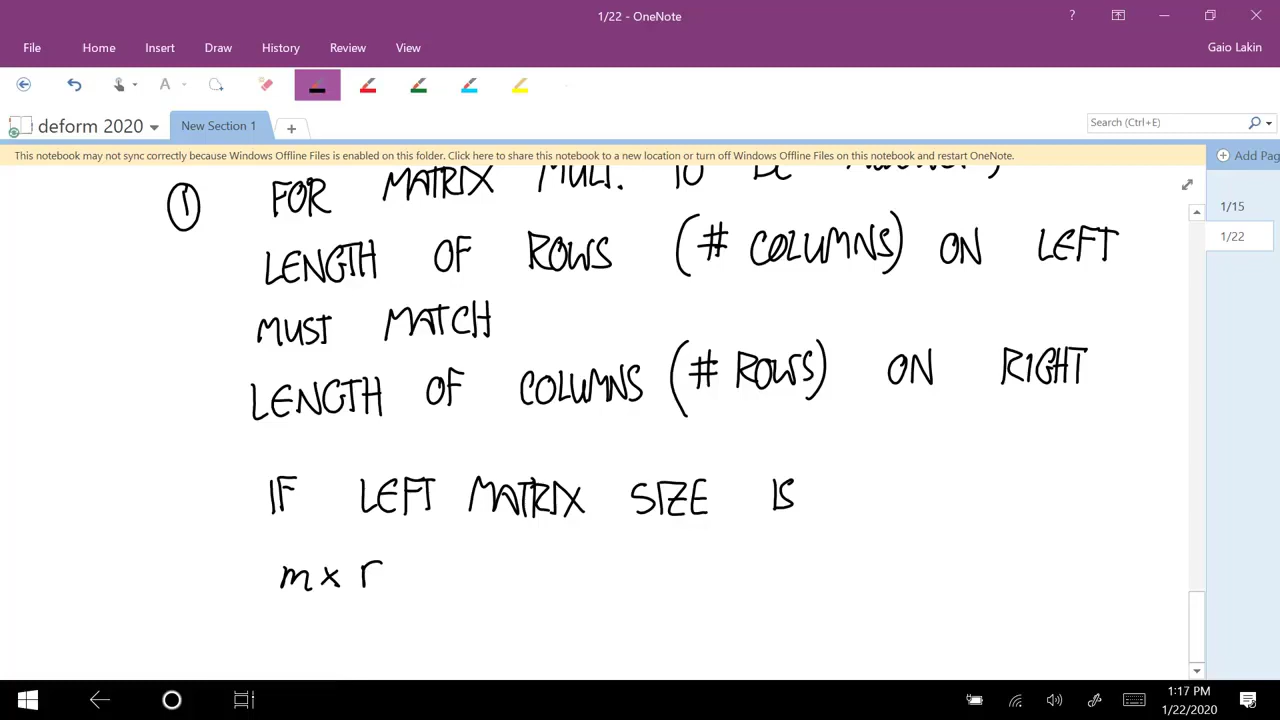 1/22 - OneNote
?
File Home Insert Draw History Review View
Gaio Lakin
A
deform 2020
New Section 1
+
Search (Ctrl+E)
This notebook may not sync correctly because Windows Offline Files is enabled on this folder. Click here to share this notebook to a new location or turn off Windows Offline Files on this notebook and restart OneNote.
Add Pag
1/15
1/22
① FOR MATRIX MULT. TO BE
LENGTH OF ROWS (# COLUMNS) ON LEFT
MUST MATCH
LENGTH OF COLUMNS (# ROWS) ON RIGHT
IF LEFT MATRIX SIZE IS
m x r
1:17 PM
1/22/2020